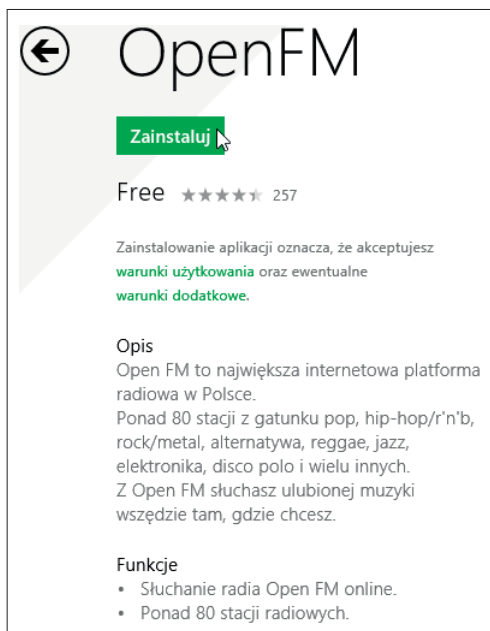 OpenFM
Zainstaluj
Free 257
Zainstalowanie aplikacji oznacza, że akceptujesz
warunki użytkowania oraz ewentualne
warunki dodatkowe.
Opis
Open FM to największa internetowa platforma
radiowa w Polsce.
Ponad 80 stacji z gatunku pop, hip-hop/r'n'b,
rock/metal, alternatywa, reggae, jazz,
elektronika, disco polo i wielu innych.
Z Open FM słuchasz ulubionej muzyki
wszędzie tam, gdzie chcesz.
Funkcje
• Słuchanie radia Open FM online.
• Ponad 80 stacji radiowych.